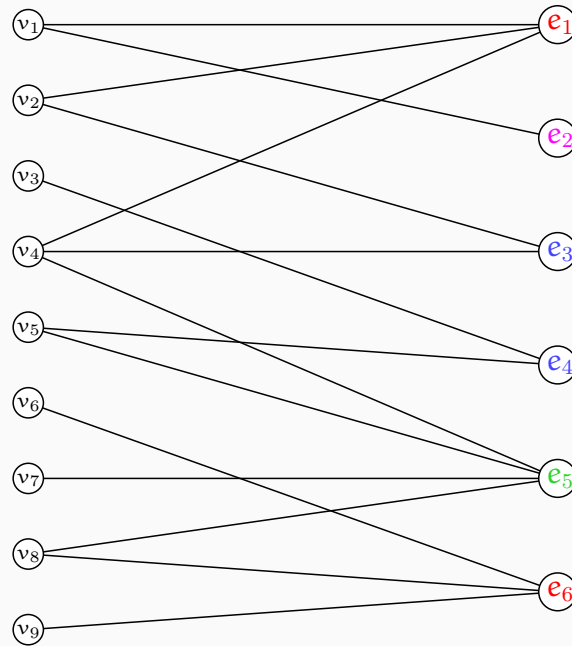 v₁ e₁
v₂
e₂
v₃
v₄ e₃
v₅
e₄
v₆
v₇ e₅
v₈
e₆
v₉